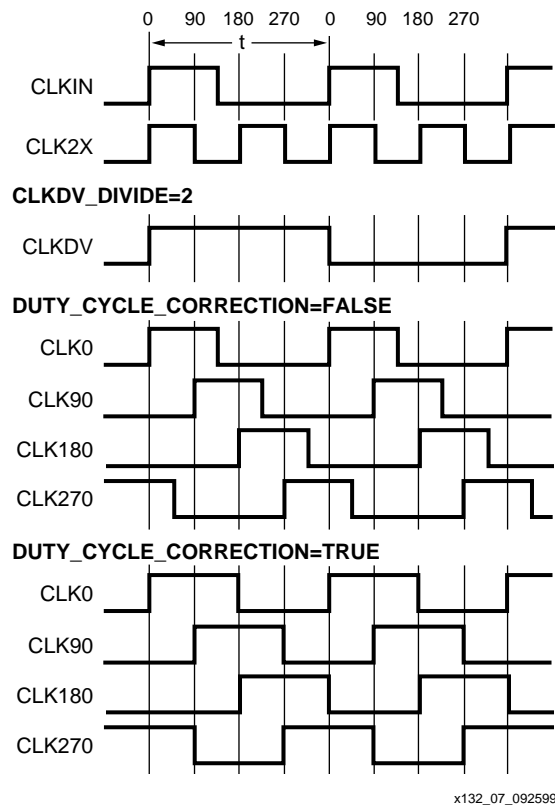 0 90 180 270 0 90 180 270
t
CLKIN
CLK2X
CLKDV_DIVIDE=2
CLKDV
DUTY_CYCLE_CORRECTION=FALSE
CLK0
CLK90
CLK180
CLK270
DUTY_CYCLE_CORRECTION=TRUE
CLK0
CLK90
CLK180
CLK270
x132_07_092599